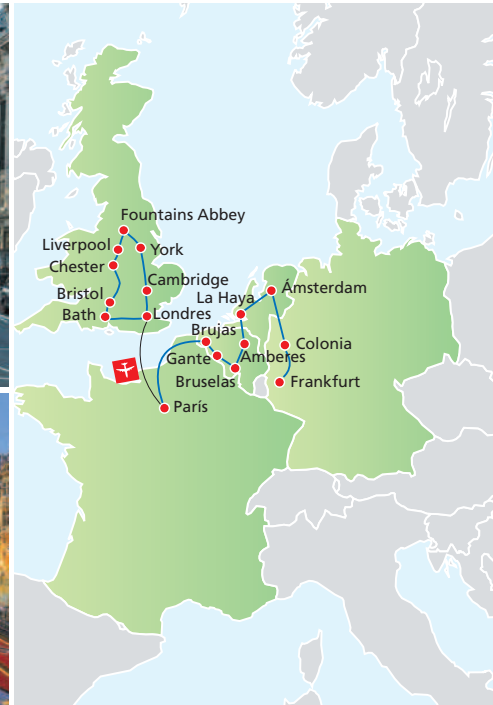 Fountains Abbey
Liverpool
York
Chester
Cambridge
Bristol
La Haya
Ámsterdam
Bath
Londres
Brujas
Colonia
Gante
Amberes
Bruselas
Frankfurt
París